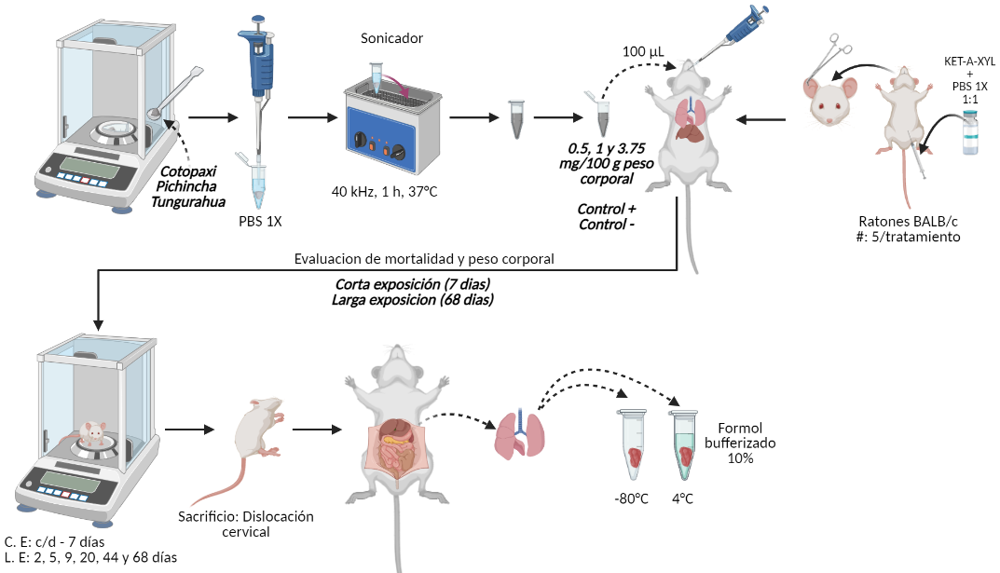 Sonicador
100 µL
KET-A-XYL
+
PBS 1X
1:1
Cotopaxi
Pichincha
Tungurahua
PBS 1X
40 kHz, 1 h, 37°C
0.5, 1 y 3.75
mg/100 g peso
corporal
Control +
Control -
Ratones BALB/c
#: 5/tratamiento
Evaluacion de mortalidad y peso corporal
Corta exposición (7 dias)
Larga exposicion (68 dias)
Sacrificio: Dislocación
cervical
Formol
bufferizado
10%
-80°C
4°C
C. E: c/d - 7 días
L. E: 2, 5, 9, 20, 44 y 68 días